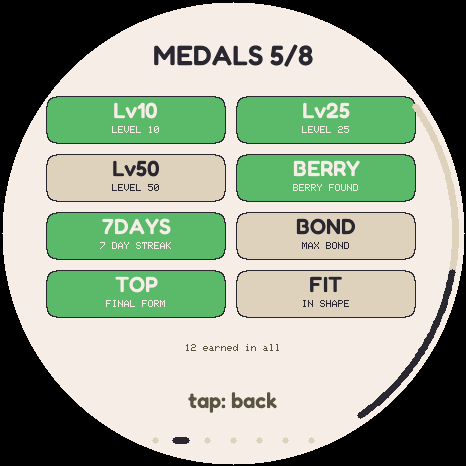 MEDALS 5/8
Lv10
LEVEL 10
Lv25
LEVEL 25
Lv50
LEVEL 50
BERRY
BERRY FOUND
7DAYS
7 DAY STREAK
BOND
MAX BOND
TOP
FINAL FORM
FIT
IN SHAPE
12 earned in all
tap: back